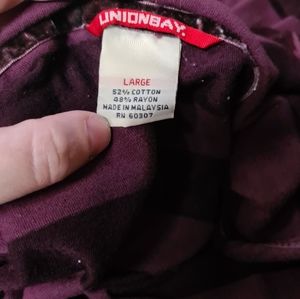 UNIONBAY.
LARGE
52% COTTON
48% RAYON
MADE IN MALAYSIA
RN 60307